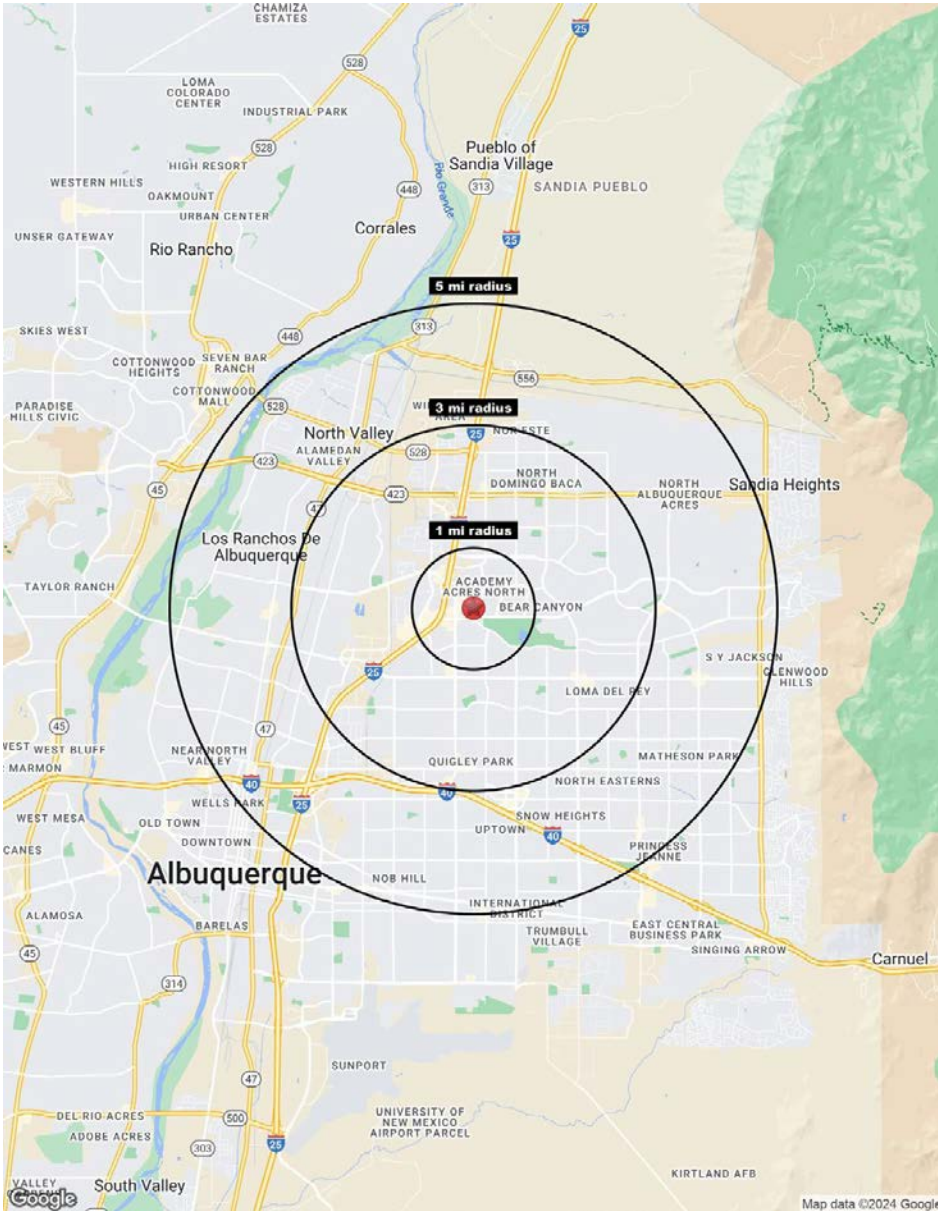 CHAMIZA
ESTATES
25
528
LOMA
COLORADO
CENTER
INDUSTRIAL PARK
528
Pueblo of
Sandia Village
HIGH RESORT
WESTERN HILLS
448
Rio Grande
313
SANDIA PUEBLO
OAKMOUNT
URBAN CENTER
UNSER GATEWAY
Corrales
25
Rio Rancho
5 mi radius
SKIES WEST
448
313
COTTONWOOD
HEIGHTS
SEVEN BAR
RANCH
556
COTTONWOOD
MALL
528
3 mi radius
PARADISE
HILLS CIVIC
AREA
North Valley
25
NOR ESTE
ALAMEDAN
VALLEY
528
423
45
NORTH
DOMINGO BACA
NORTH
ALBUQUERQUE
ACRES
Sandia Heights
423
47
1 mi radius
Los Ranchos De
Albuquerque
TAYLOR RANCH
ACADEMY
ACRES NORTH
BEAR CANYON
S Y JACKSON
25
GLENWOOD
HILLS
LOMA DEL REY
45
47
WEST
WEST BLUFF
NEAR NORTH
VALLEY
MARMON
QUIGLEY PARK
MATHESON PARK
40
40
NORTH EASTERNS
WELLS PARK
25
WEST MESA
OLD TOWN
SNOW HEIGHTS
UPTOWN
40
DOWNTOWN
CANES
PRINCESS
JEANNE
Albuquerque
NOB HILL
INTERNATIONAL
DISTRICT
ALAMOSA
BARELAS
TRUMBULL
VILLAGE
EAST CENTRAL
BUSINESS PARK
SINGING ARROW
45
Carnuel
314
SUNPORT
47
DEL RIO ACRES
500
UNIVERSITY OF
NEW MEXICO
AIRPORT PARCEL
ADOBE ACRES
303
25
KIRTLAND AFB
VALLEY
South Valley
Google
Map data ©2024 Google